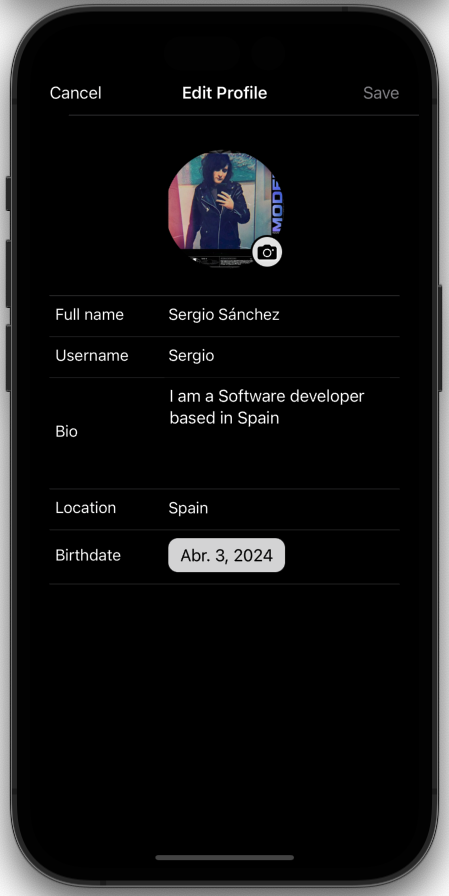 Cancel Edit Profile Save
MODE
Full name Sergio Sánchez
Username Sergio
I am a Software developer
based in Spain
Bio
Location Spain
Birthdate Abr. 3, 2024